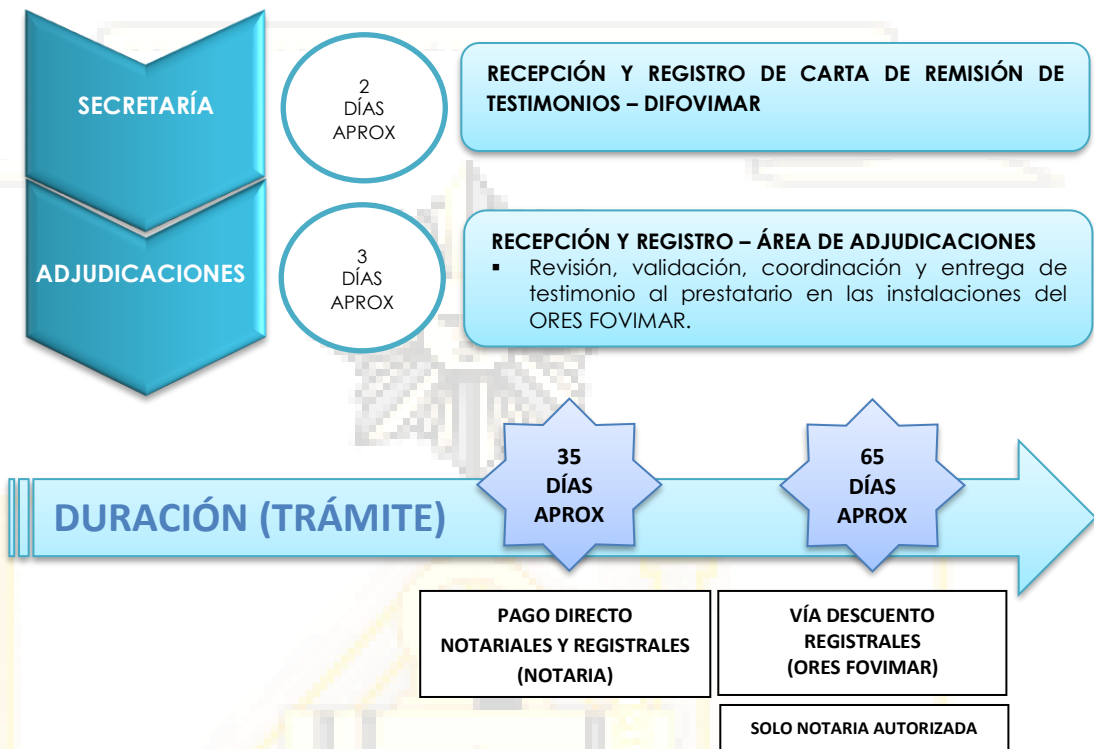 SECRETARÍA
2
DÍAS
APROX
RECEPCIÓN Y REGISTRO DE CARTA DE REMISIÓN DE
TESTIMONIOS – DIFOVIMAR
ADJUDICACIONES
3
DÍAS
APROX
RECEPCIÓN Y REGISTRO – ÁREA DE ADJUDICACIONES
▪ Revisión, validación, coordinación y entrega de
testimonio al prestatario en las instalaciones del
ORES FOVIMAR.
DURACIÓN (TRÁMITE)
35
DÍAS
APROX
65
DÍAS
APROX
PAGO DIRECTO
NOTARIALES Y REGISTRALES
(NOTARIA)
VÍA DESCUENTO
REGISTRALES
(ORES FOVIMAR)
SOLO NOTARIA AUTORIZADA